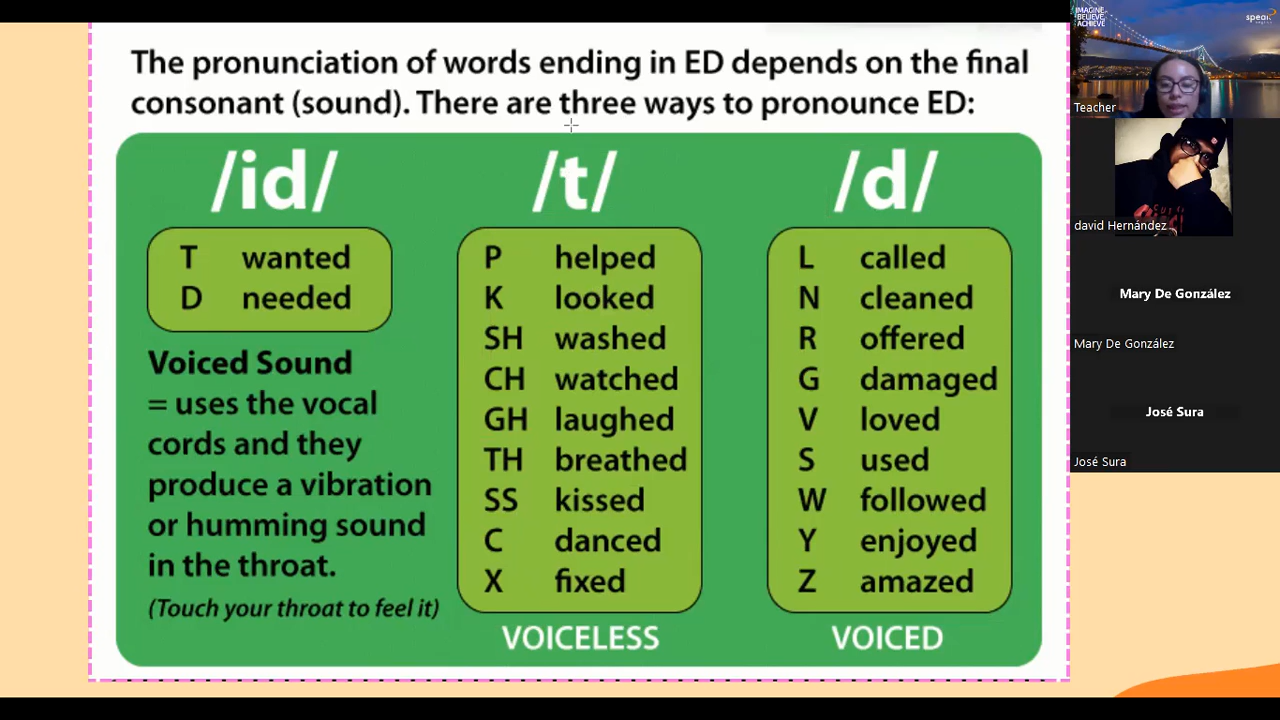 The pronunciation of words ending in ED depends on the final
consonant (sound). There are three ways to pronounce ED:
/id/
T wanted
D needed
Voiced Sound
= uses the vocal
cords and they
produce a vibration
or humming sound
in the throat.
(Touch your throat to feel it)
/t/
P helped
K looked
SH washed
CH watched
GH laughed
TH breathed
SS kissed
C danced
X fixed
VOICELESS
/d/
L called
N cleaned
R offered
G damaged
V loved
S used
W followed
Y enjoyed
Z amazed
VOICED
IMAGINE
BELIEVE
ACHIEVE
speak
Teacher
david Hernández
Mary De González
Mary De González
José Sura
José Sura